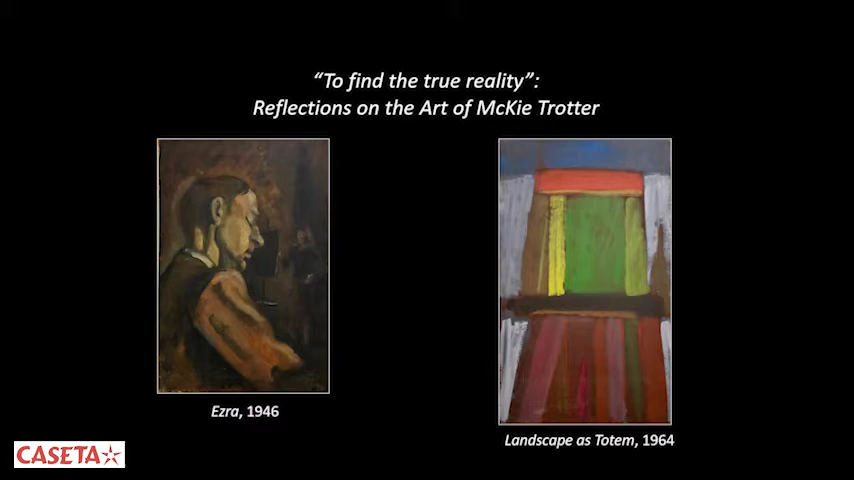 “To find the true reality”:
Reflections on the Art of McKie Trotter
Ezra, 1946
Landscape as Totem, 1964
CASETA